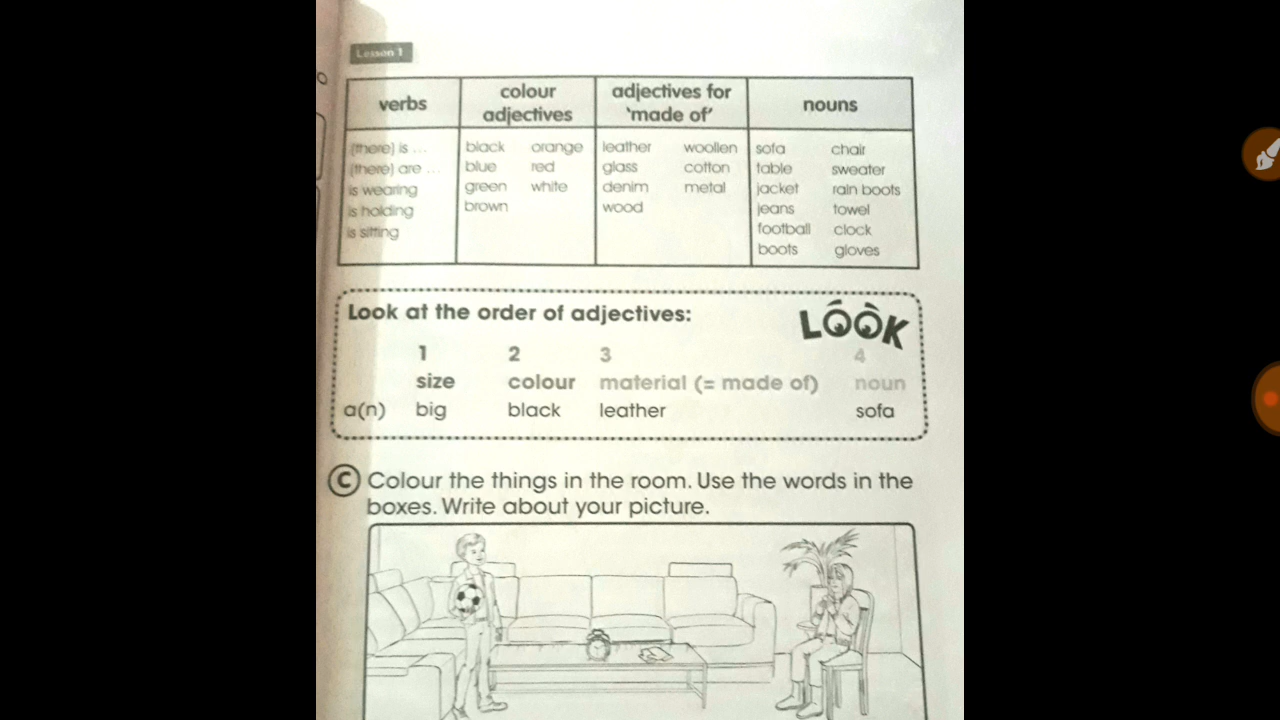 Lesson 1
verbs
colour adjectives
adjectives for 'made of'
nouns
(there) is ...
(there) are ...
is wearing
is holding
is sitting
black orange
blue red
green white
brown
leather woollen
glass cotton
denim metal
wood
sofa chair
table sweater
jacket rain boots
jeans towel
football clock
boots gloves
Look at the order of adjectives:
LOOK
1 2 3 4
size colour material (= made of) noun
a(n) big black leather sofa
C Colour the things in the room. Use the words in the
boxes. Write about your picture.